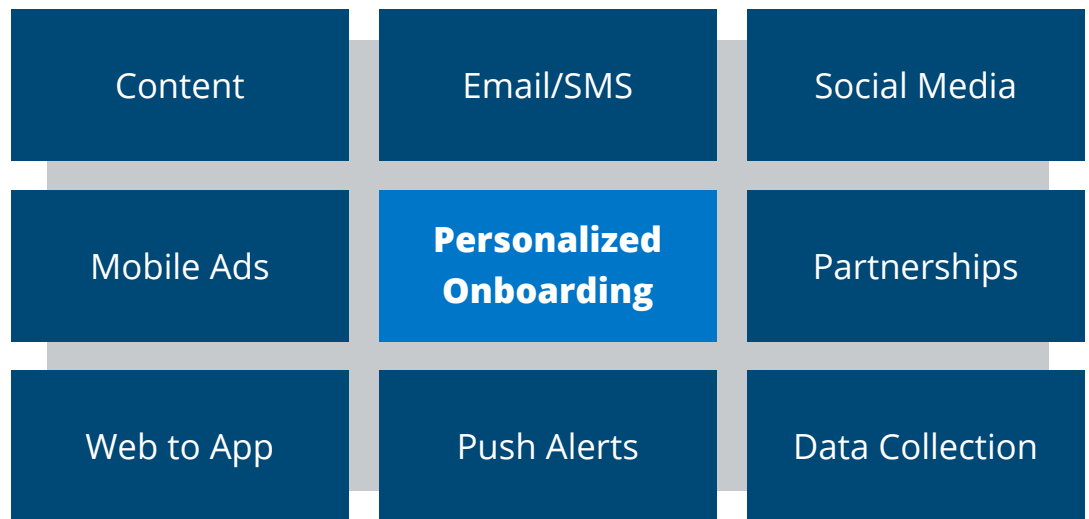 Content
Email/SMS
Social Media
Mobile Ads
Personalized
Onboarding
Partnerships
Web to App
Push Alerts
Data Collection